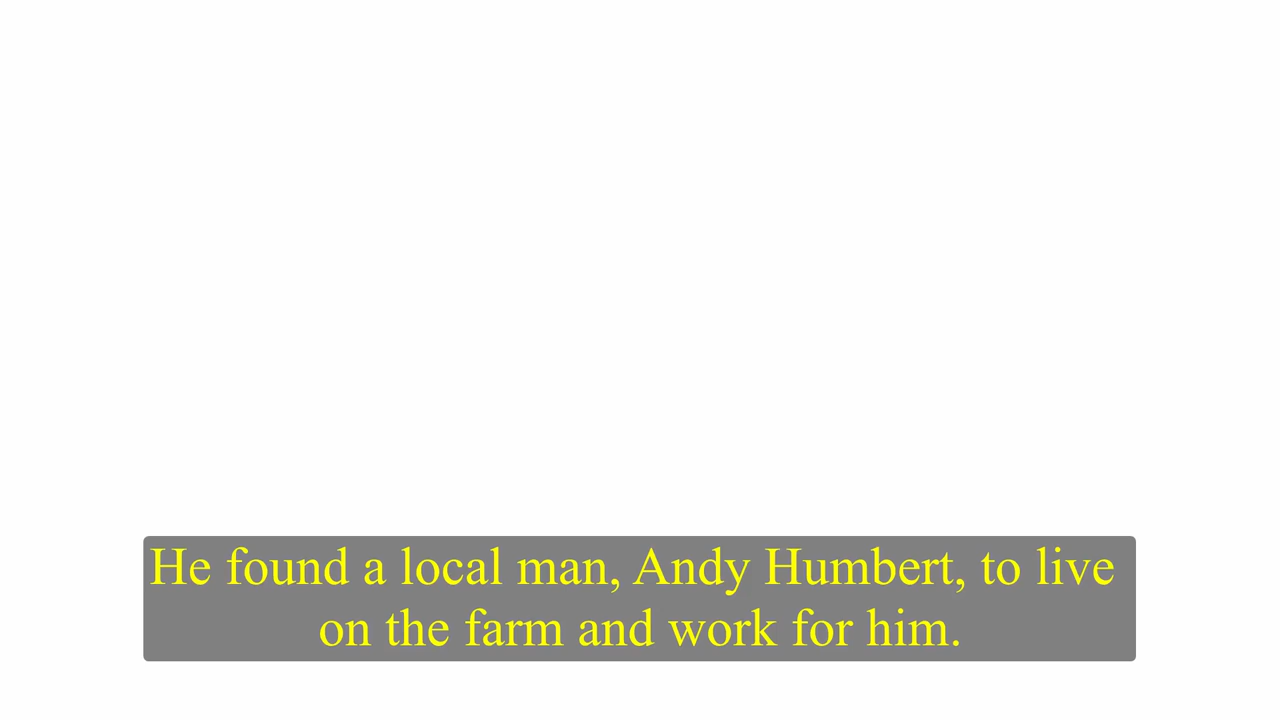 He found a local man, Andy Humbert, to live
on the farm and work for him.